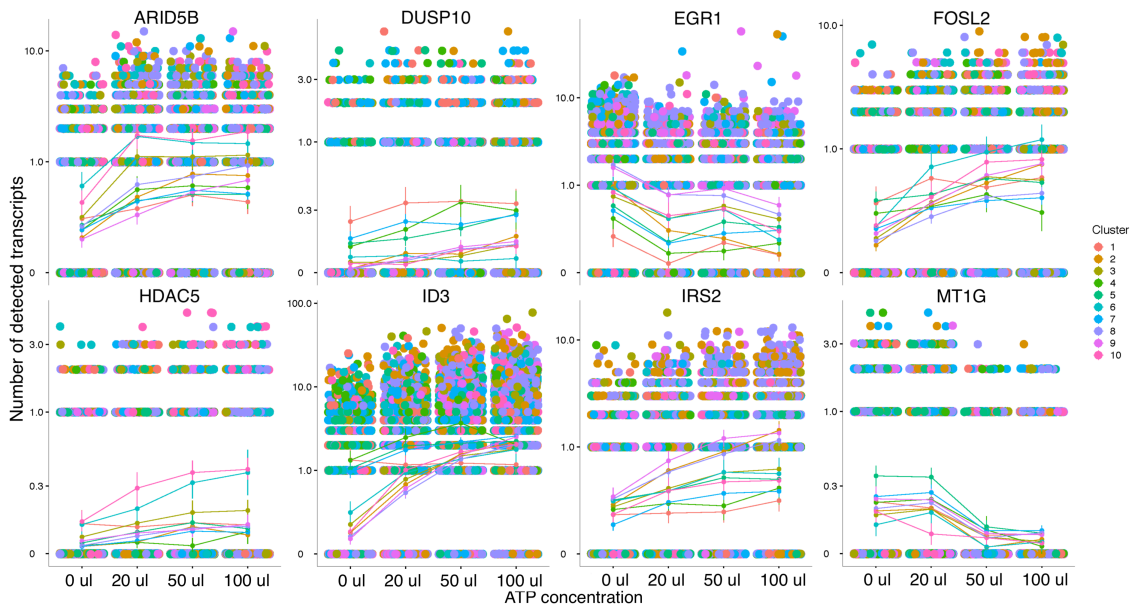 ARID5B DUSP10 EGR1 FOSL2
10.0 3.0 10.0 10.0
1.0 1.0 1.0 1.0
0.3
0 0 0 0
HDAC5 ID3 IRS2 MT1G
100.0
3.0 10.0 10.0 3.0
1.0 1.0 1.0 1.0
0.3 0.3
0 0 0 0
0 ul 20 ul 50 ul 100 ul 0 ul 20 ul 50 ul 100 ul 0 ul 20 ul 50 ul 100 ul 0 ul 20 ul 50 ul 100 ul
ATP concentration
Number of detected transcripts
Cluster
1
2
3
4
5
6
7
8
9
10